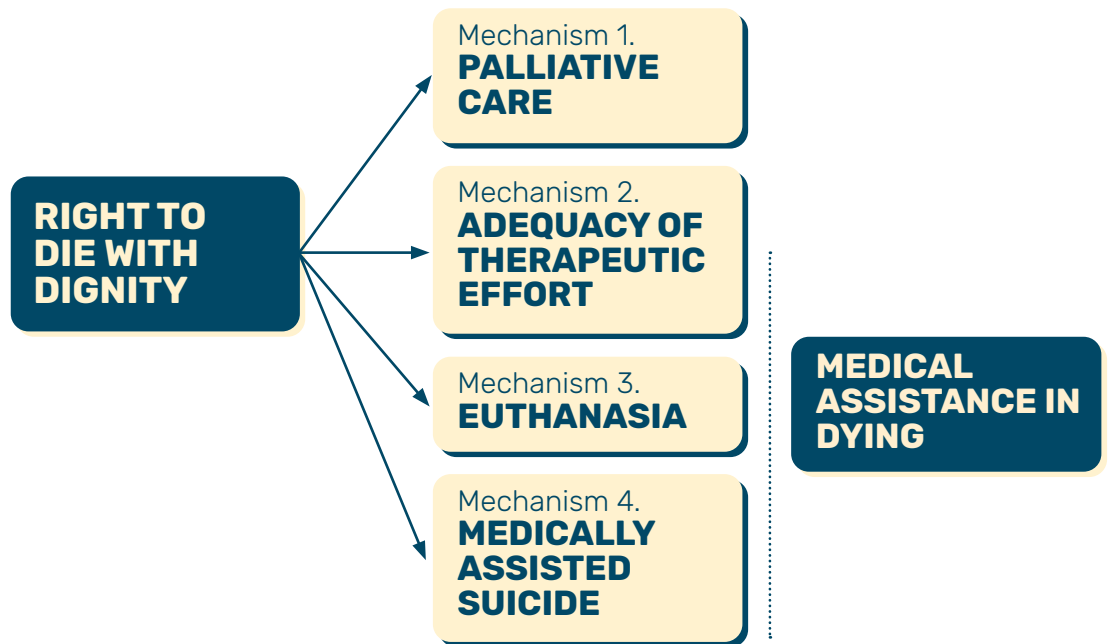 RIGHT TO
DIE WITH
DIGNITY
Mechanism 1.
PALLIATIVE
CARE
Mechanism 2.
ADEQUACY OF
THERAPEUTIC
EFFORT
Mechanism 3.
EUTHANASIA
Mechanism 4.
MEDICALLY
ASSISTED
SUICIDE
MEDICAL
ASSISTANCE IN
DYING